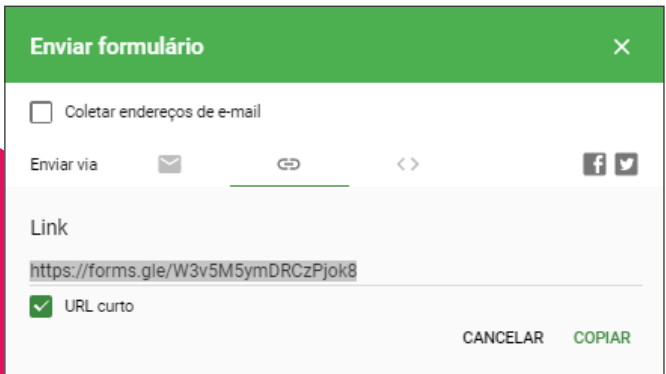 Enviar formulário
Coletar endereços de e-mail
Enviar via
Link
https://forms.gle/W3v5M5ymDRCzPjok8
URL curto
CANCELAR COPIAR